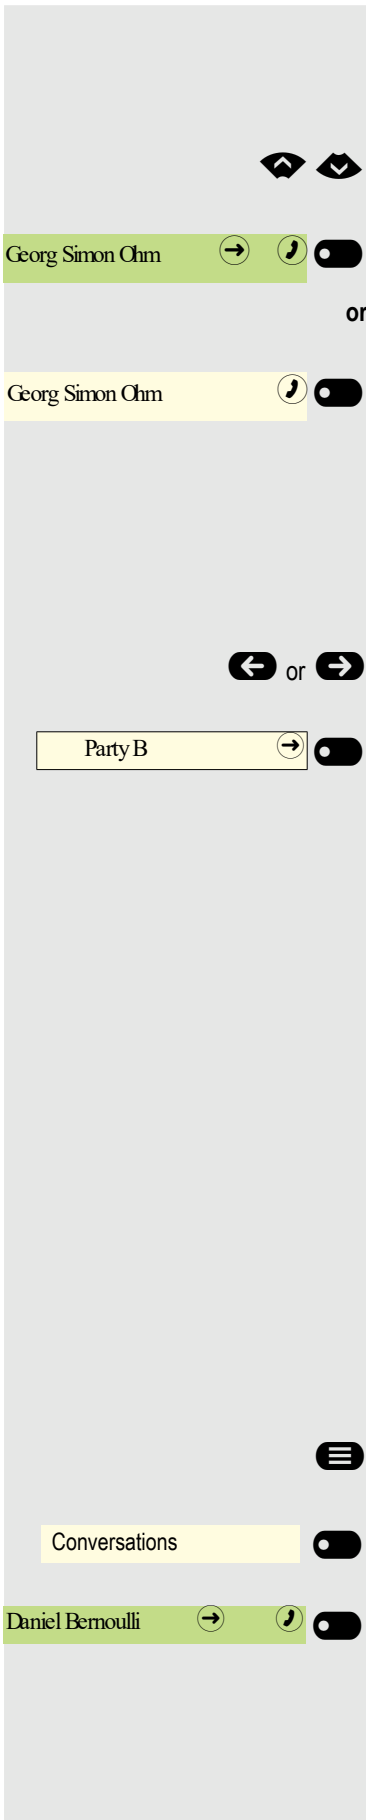 Georg Simon Ohm
or
Georg Simon Ohm
or
Party B
Conversations
Daniel Bernoulli